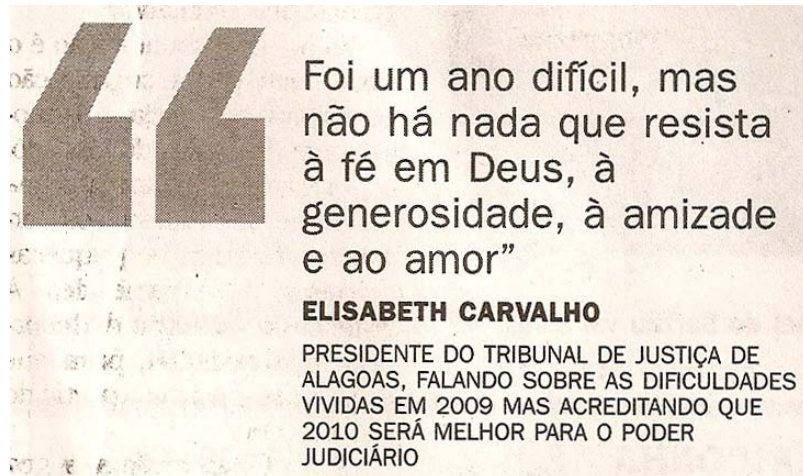 “
Foi um ano difícil, mas
não há nada que resista
à fé em Deus, à
generosidade, à amizade
e ao amor”
ELISABETH CARVALHO
PRESIDENTE DO TRIBUNAL DE JUSTIÇA DE
ALAGOAS, FALANDO SOBRE AS DIFICULDADES
VIVIDAS EM 2009 MAS ACREDITANDO QUE
2010 SERÁ MELHOR PARA O PODER
JUDICIÁRIO